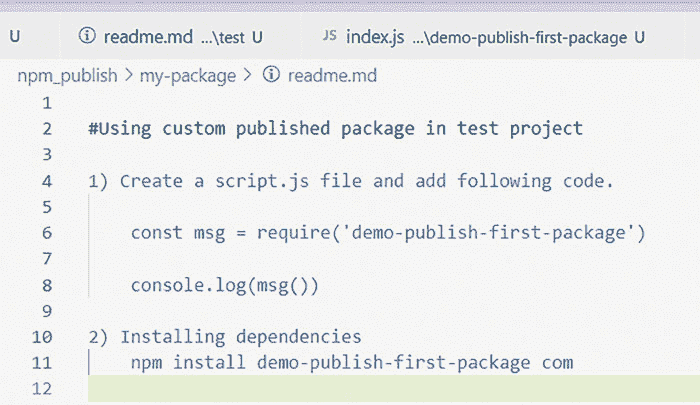 U readme.md ...\test U JS index.js ...\demo-publish-first-package U
npm_publish > my-package > readme.md
1
2 #Using custom published package in test project
3
4 1) Create a script.js file and add following code.
5
6 const msg = require('demo-publish-first-package')
7
8 console.log(msg())
9
10 2) Installing dependencies
11 npm install demo-publish-first-package com
12